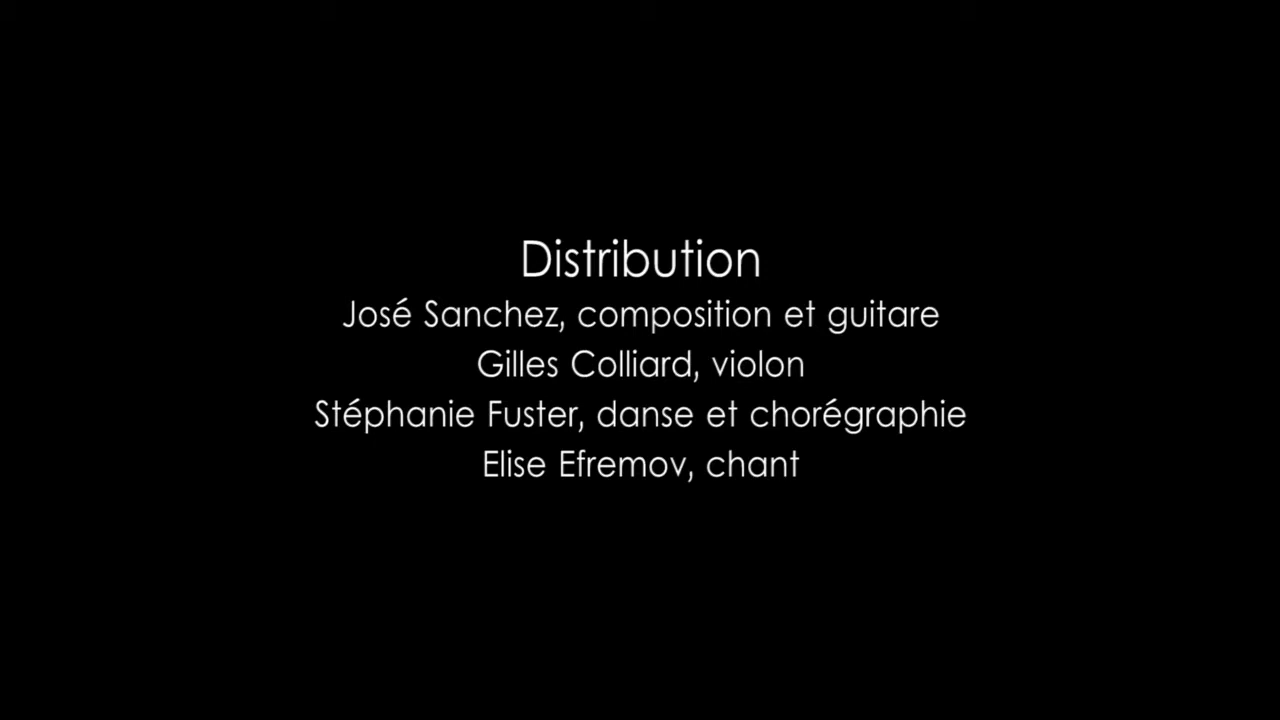 Distribution
José Sanchez, composition et guitare
Gilles Colliard, violon
Stéphanie Fuster, danse et chorégraphie
Elise Efremov, chant